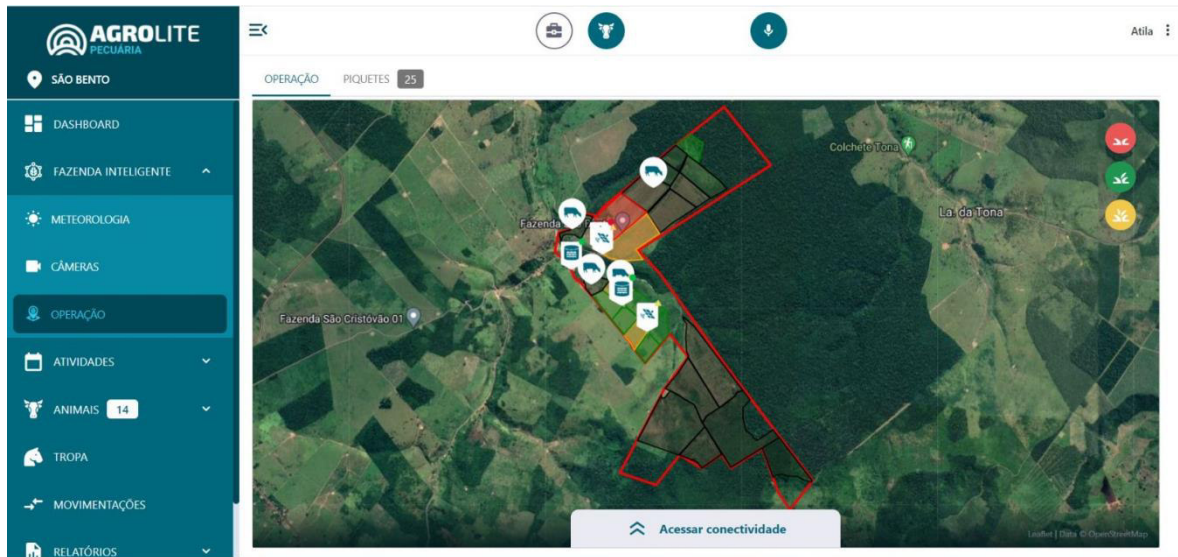 AGROLITE
PECUÁRIA
SÃO BENTO
Atila
OPERAÇÃO
PIQUETES 25
DASHBOARD
FAZENDA INTELIGENTE
METEOROLOGIA
CÂMERAS
OPERAÇÃO
ATIVIDADES
ANIMAIS 14
TROPA
MOVIMENTAÇÕES
RELATÓRIOS
Colchete Tona
La. da Tona
Fazenda
Fazenda São Cristóvão 01
Acessar conectividade
Leaflet | Data © OpenStreetMap